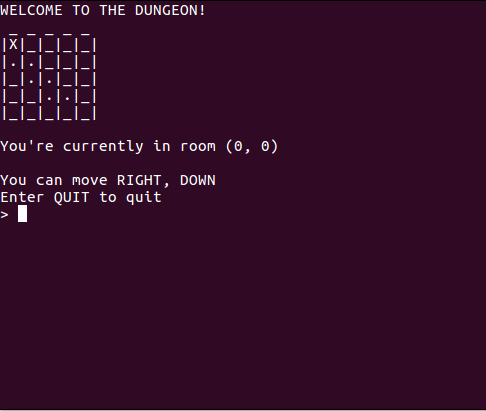 WELCOME TO THE DUNGEON!
 _ _ _ _ _
|X|_|_|_|_|
|.|.|_|_|_|
|_|.|.|_|_|
|_|_|.|.|_|
|_|_|_|_|_|
You're currently in room (0, 0)
You can move RIGHT, DOWN
Enter QUIT to quit
>